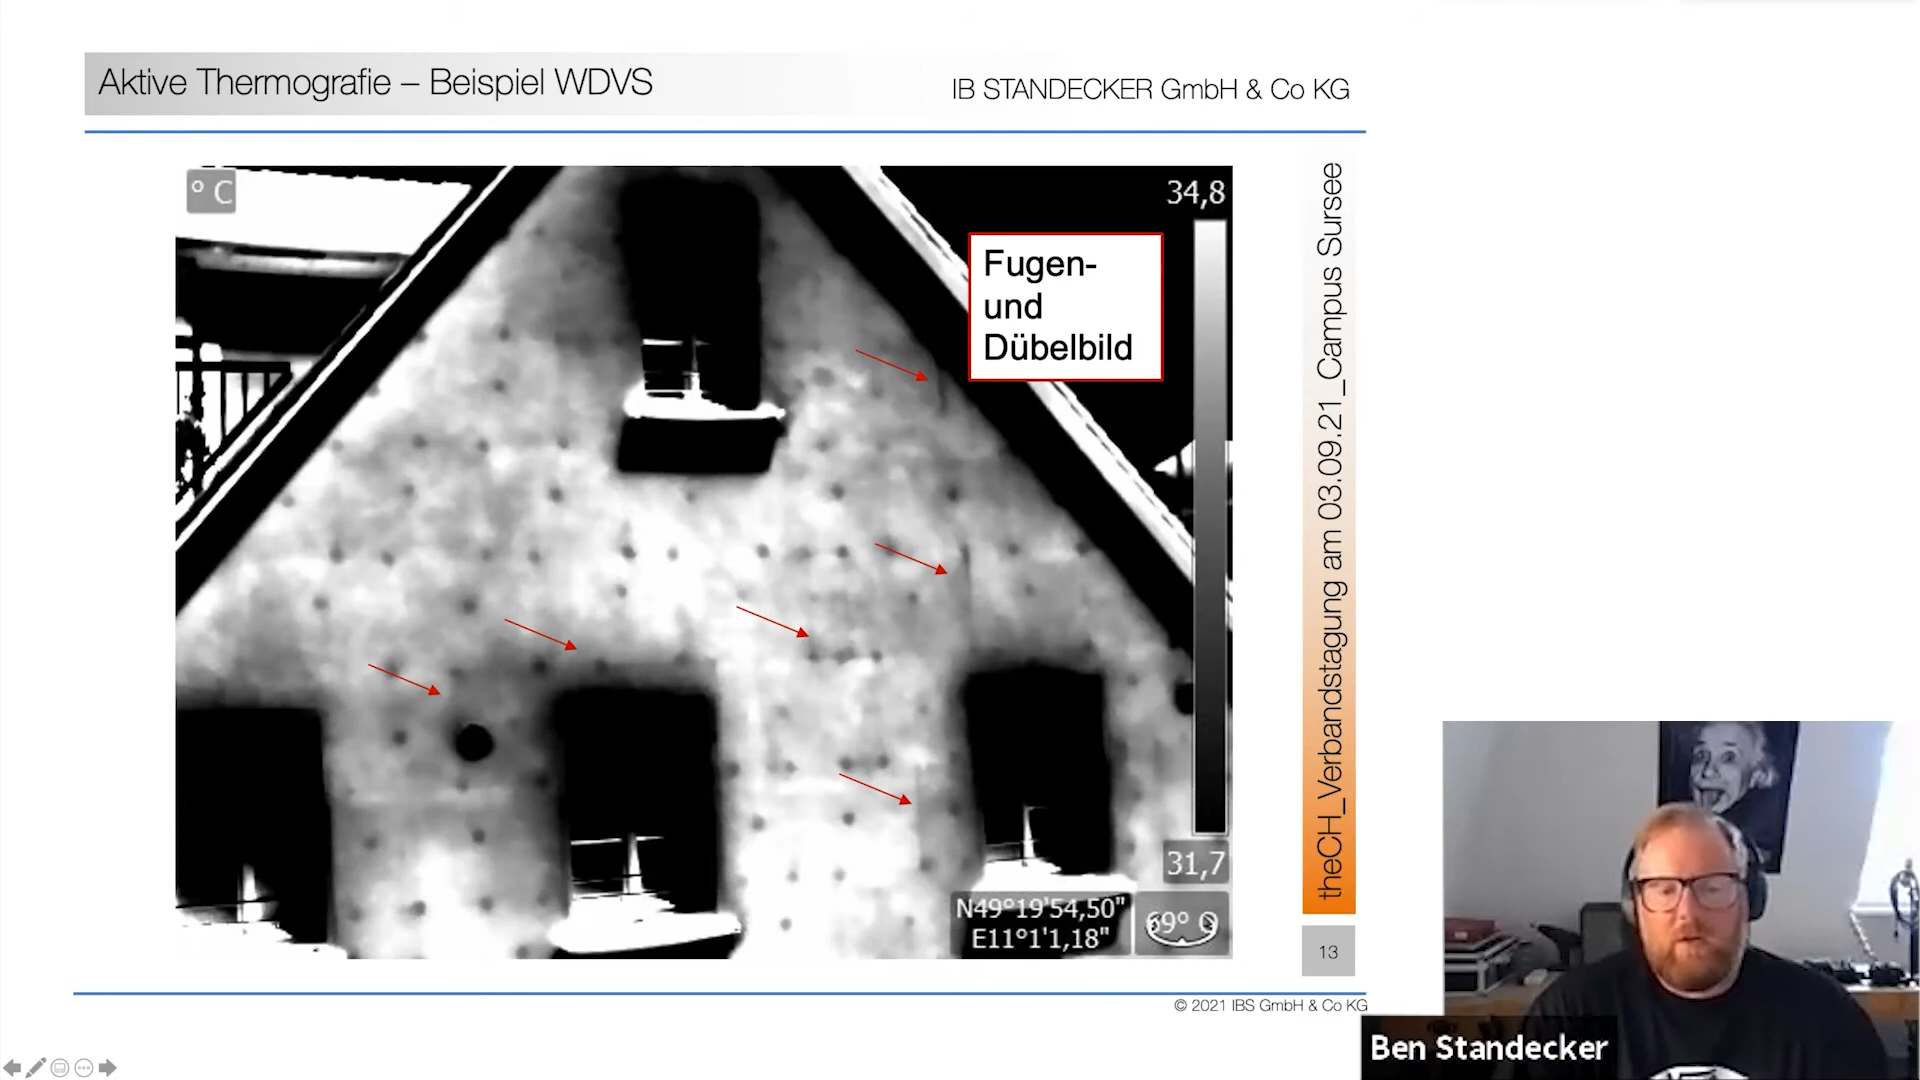 Aktive Thermografie – Beispiel WDVS
IB STANDECKER GmbH & Co KG
° C
34,8
Fugen-
und
Dübelbild
31,7
N49°19'54,50"
E11°1'1,18"
69° O
theCH_Verbandstagung am 03.09.21_Campus Sursee
13
© 2021 IBS GmbH & Co KG
Ben Standecker